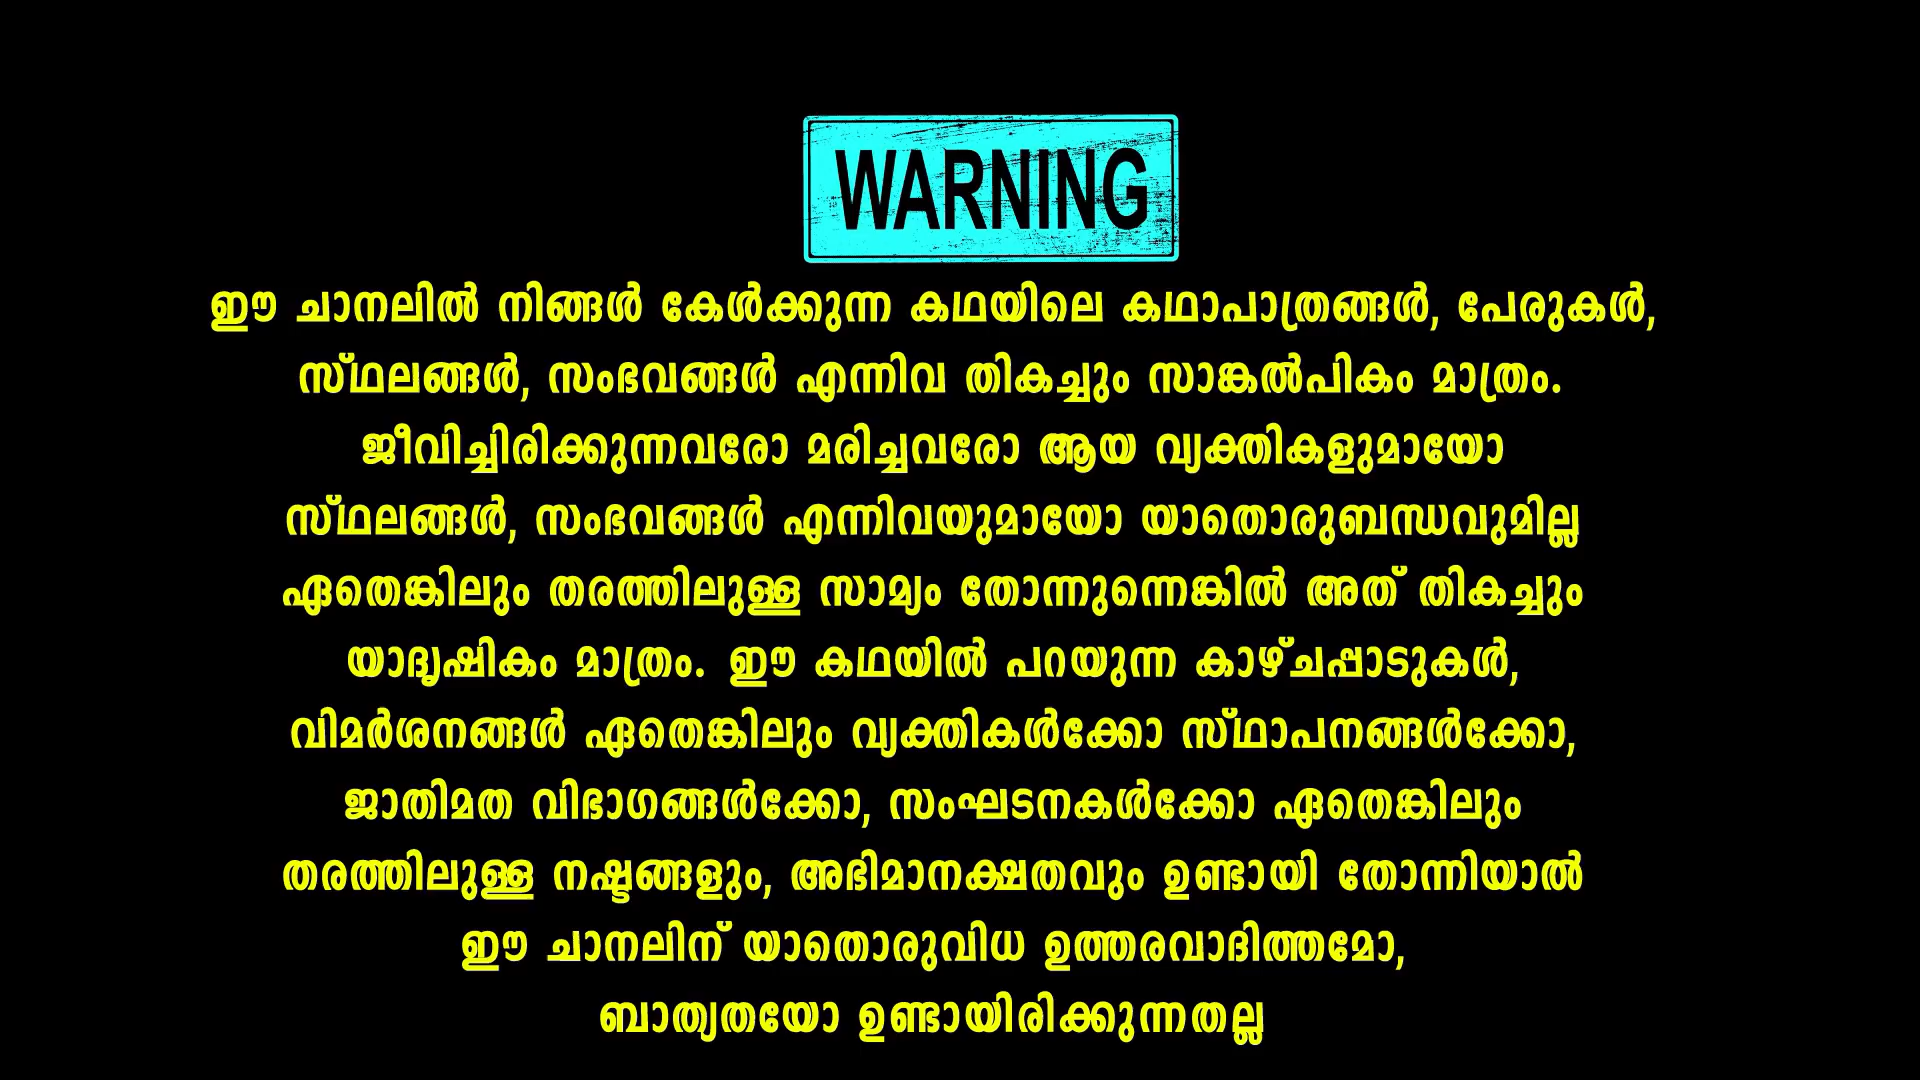 WARNING
ഈ ചാനലിൽ നിങ്ങൾ കേൾക്കുന്ന കഥയിലെ കഥാപാത്രങ്ങൾ, പേരുകൾ,
സ്ഥലങ്ങൾ, സംഭവങ്ങൾ എന്നിവ തികച്ചും സാങ്കൽപികം മാത്രം.
ജീവിച്ചിരിക്കുന്നവരോ മരിച്ചവരോ ആയ വ്യക്തികളുമായോ
സ്ഥലങ്ങൾ, സംഭവങ്ങൾ എന്നിവയുമായോ യാതൊരുബന്ധവുമില്ല
ഏതെങ്കിലും തരത്തിലുള്ള സാമ്യം തോന്നുന്നെങ്കിൽ അത് തികച്ചും
യാദൃഷികം മാത്രം. ഈ കഥയിൽ പറയുന്ന കാഴ്ചപ്പാടുകൾ,
വിമർശനങ്ങൾ ഏതെങ്കിലും വ്യക്തികൾക്കോ സ്ഥാപനങ്ങൾക്കോ,
ജാതിമത വിഭാഗങ്ങൾക്കോ, സംഘടനകൾക്കോ ഏതെങ്കിലും
തരത്തിലുള്ള നഷ്ടങ്ങളും, അഭിമാനക്ഷതവും ഉണ്ടായി തോന്നിയാൽ
ഈ ചാനലിന് യാതൊരുവിധ ഉത്തരവാദിത്തമോ,
ബാത്യതയോ ഉണ്ടായിരിക്കുന്നതല്ല